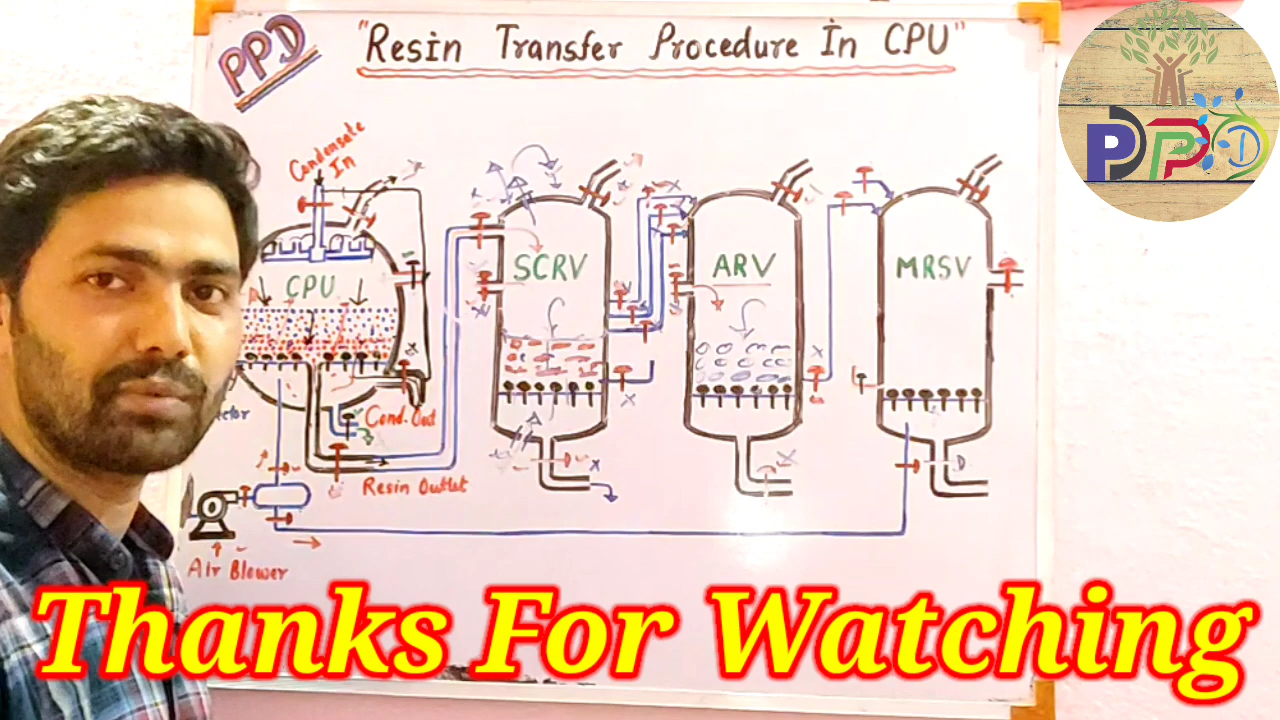 PPD
"Resin Transfer Procedure In CPU"
PPD
Condensate
In
CPU
SCRV
ARV
MRSV
ector
Cond. Out
Resin Outlet
Air Blower
Thanks For Watching